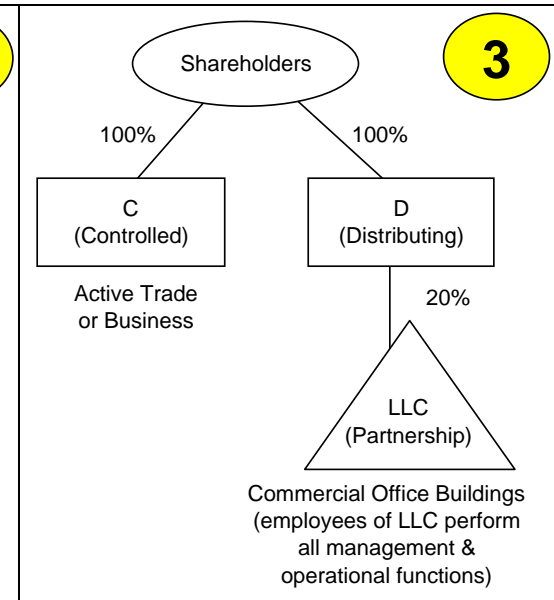 Shareholders
3
100%
100%
C
(Controlled)
D
(Distributing)
Active Trade
or Business
20%
LLC
(Partnership)
Commercial Office Buildings
(employees of LLC perform
all management &
operational functions)